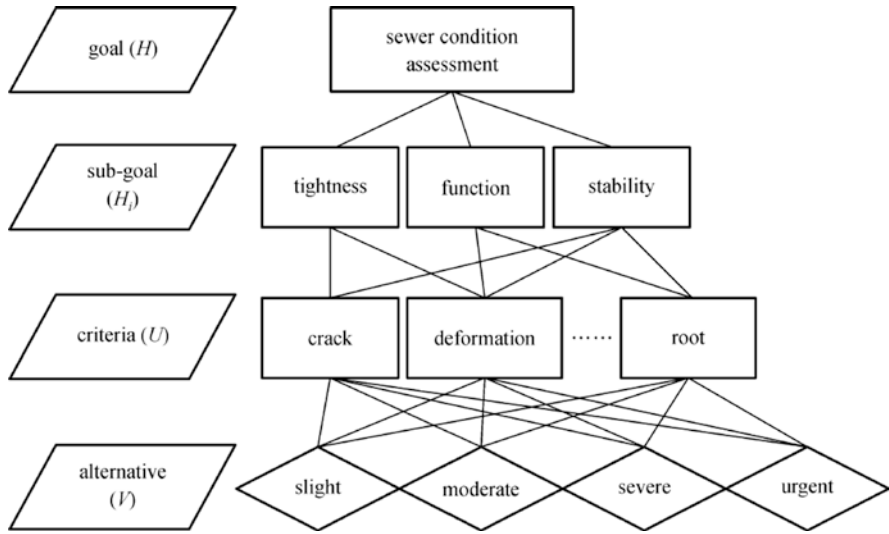 goal (H)
sewer condition
assessment
sub-goal
(Hi)
tightness
function
stability
criteria (U)
crack
deformation
……
root
alternative
(V)
slight
moderate
severe
urgent